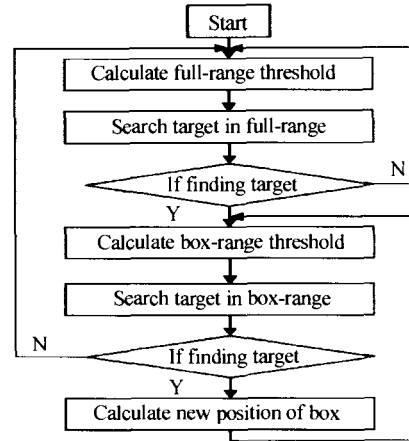 Start
Calculate full-range threshold
Search target in full-range
If finding target
N
Y
Calculate box-range threshold
Search target in box-range
N
If finding target
Y
Calculate new position of box